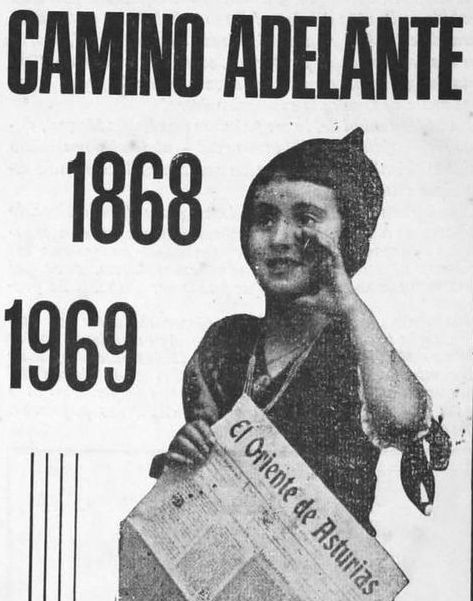 CAMINO ADELANTE
1868
1969
El Oriente de Asturias